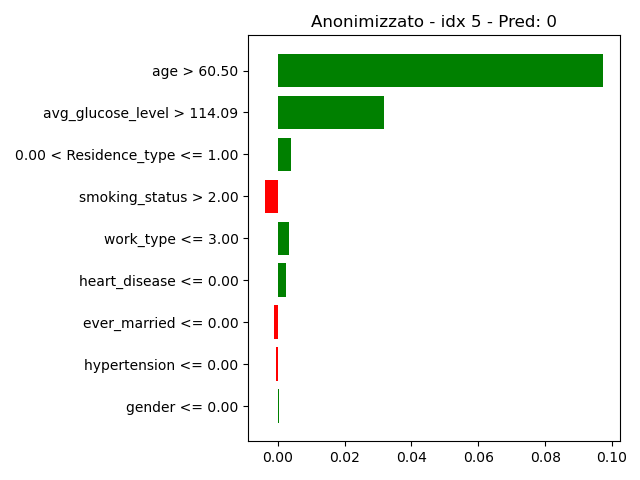 Anonimizzato - idx 5 - Pred: 0
age > 60.50
avg_glucose_level > 114.09
0.00 < Residence_type <= 1.00
smoking_status > 2.00
work_type <= 3.00
heart_disease <= 0.00
ever_married <= 0.00
hypertension <= 0.00
gender <= 0.00
0.00 0.02 0.04 0.06 0.08 0.10